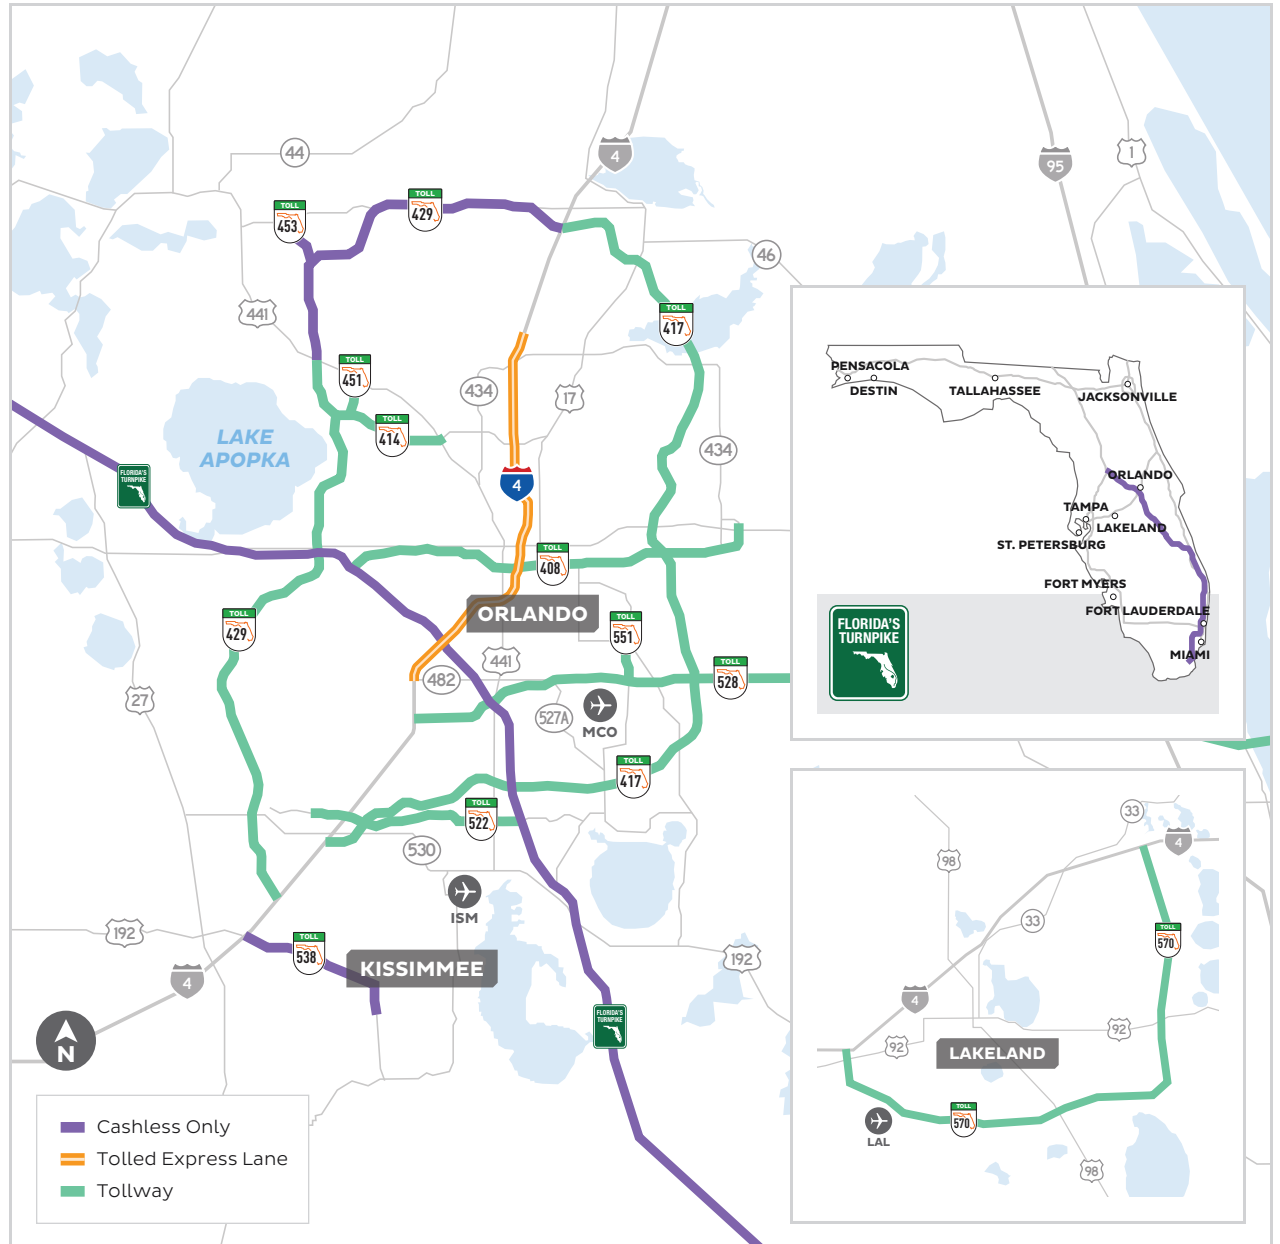 44
4
95
1
TOLL
453
TOLL
429
46
441
TOLL
417
TOLL
451
434
17
TOLL
414
434
LAKE
APOPKA
FLORIDA'S
TURNPIKE
4
TOLL
408
ORLANDO
TOLL
429
TOLL
551
441
482
TOLL
528
27
527A
MCO
TOLL
417
TOLL
522
530
ISM
192
TOLL
538
KISSIMMEE
192
4
FLORIDA'S
TURNPIKE
N
Cashless Only
Tolled Express Lane
Tollway
PENSACOLA
DESTIN
TALLAHASSEE
JACKSONVILLE
ORLANDO
TAMPA
LAKELAND
ST. PETERSBURG
FORT MYERS
FORT LAUDERDALE
MIAMI
FLORIDA'S
TURNPIKE
33
4
98
33
TOLL
570
4
92
92
LAKELAND
TOLL
570
LAL
98